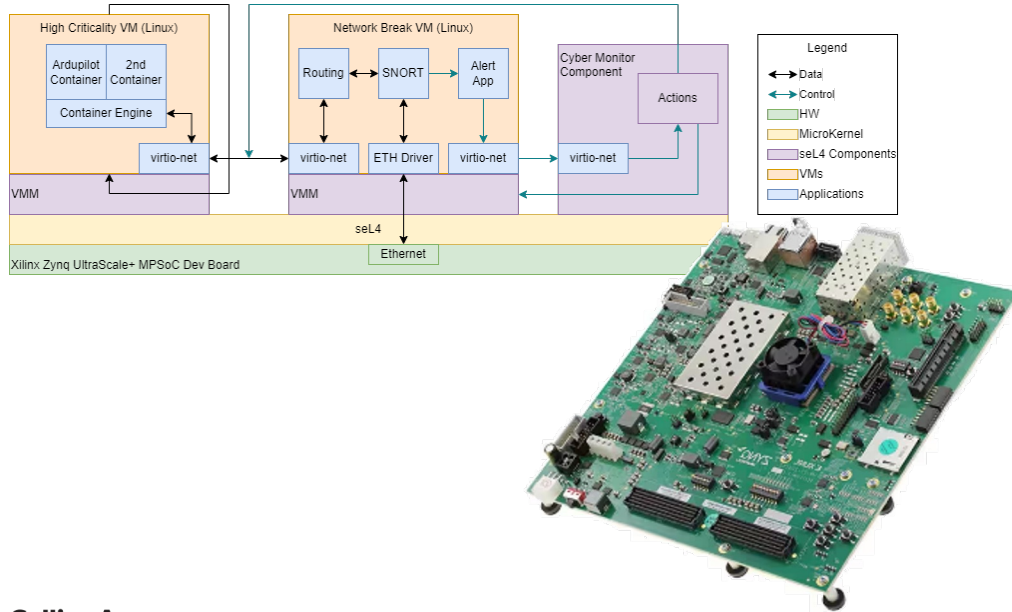 High Criticality VM (Linux)
Ardupilot
Container
2nd
Container
Container Engine
virtio-net
VMM
Network Break VM (Linux)
Routing
SNORT
Alert
App
virtio-net
ETH Driver
virtio-net
VMM
Cyber Monitor
Component
Actions
virtio-net
seL4
Ethernet
Xilinx Zynq UltraScale+ MPSoC Dev Board
Legend
Data
Control
HW
MicroKernel
seL4 Components
VMs
Applications